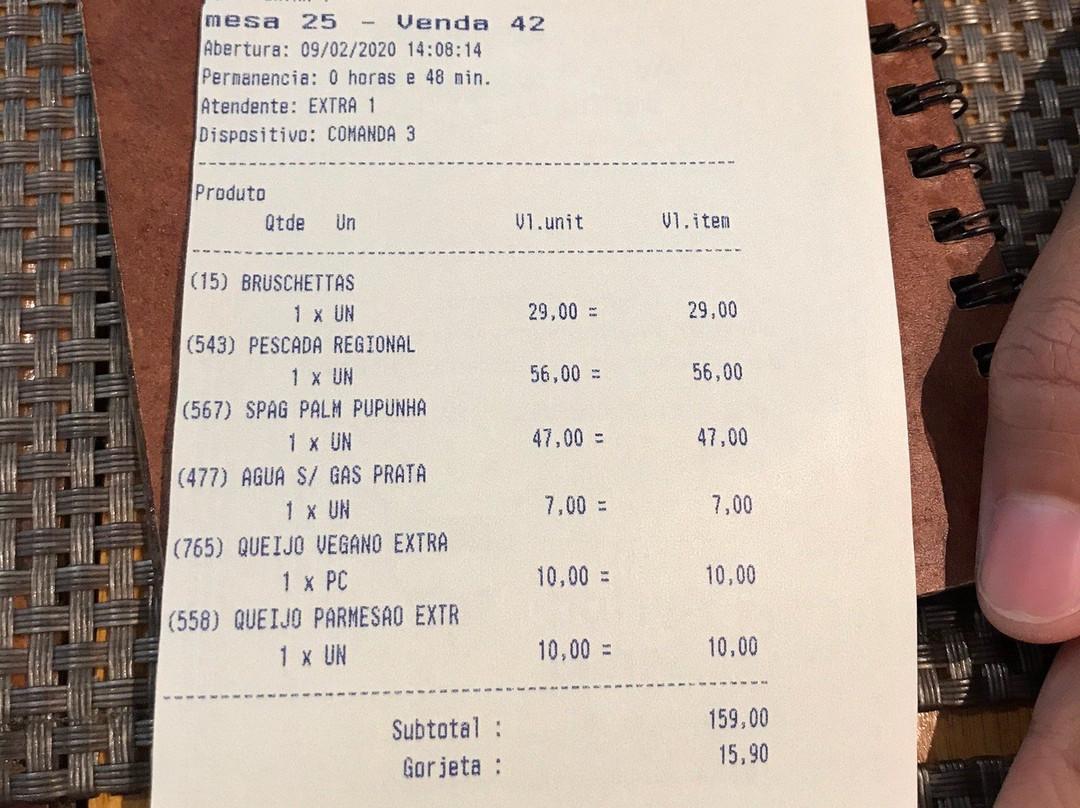 mesa 25 - Venda 42
Abertura: 09/02/2020 14:08:14
Permanencia: 0 horas e 48 min.
Atendente: EXTRA 1
Dispositivo: COMANDA 3
Produto
Qtde Un Vl.unit Vl.item
(15) BRUSCHETTAS
1 x UN 29,00 = 29,00
(543) PESCADA REGIONAL
1 x UN 56,00 = 56,00
(567) SPAG PALM PUPUNHA
1 x UN 47,00 = 47,00
(477) AGUA S/ GAS PRATA
1 x UN 7,00 = 7,00
(765) QUEIJO VEGANO EXTRA
1 x PC 10,00 = 10,00
(558) QUEIJO PARMESAO EXTR
1 x UN 10,00 = 10,00
Subtotal : 159,00
Gorjeta : 15,90